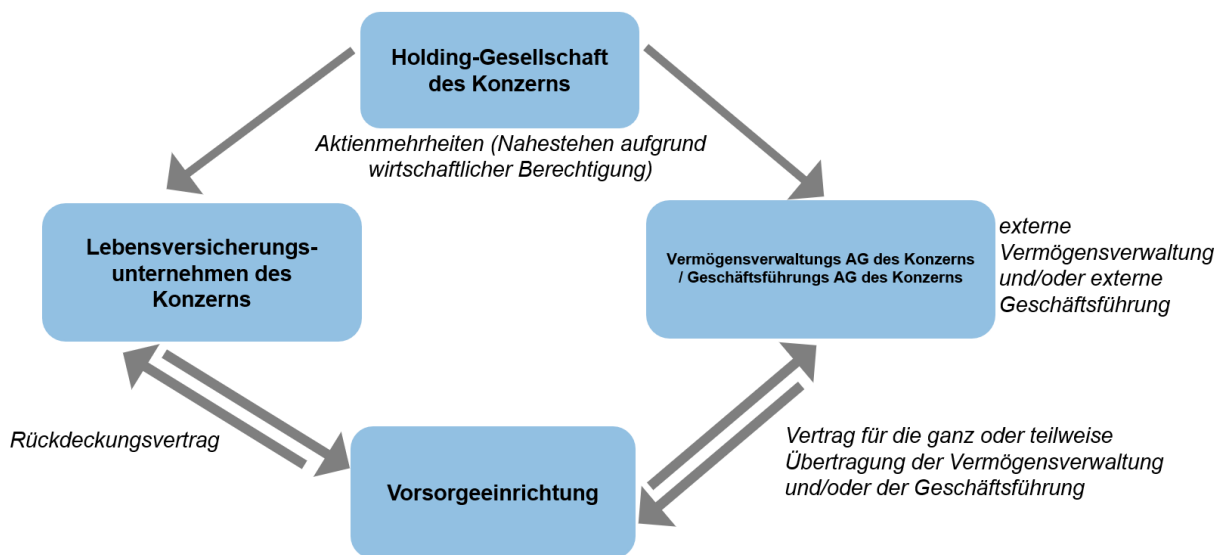 Holding-Gesellschaft
des Konzerns
Aktienmehrheiten (Nahestehen aufgrund
wirtschaftlicher Berechtigung)
Lebensversicherungs-
unternehmen des
Konzerns
Vermögensverwaltungs AG des Konzerns
/ Geschäftsführungs AG des Konzerns
externe
Vermögensverwaltung
und/oder externe
Geschäftsführung
Rückdeckungsvertrag
Vorsorgeeinrichtung
Vertrag für die ganz oder teilweise
Übertragung der Vermögensverwaltung
und/oder der Geschäftsführung